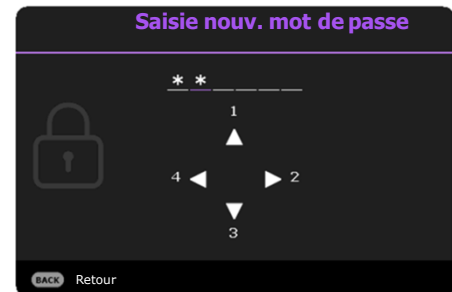 Saisie nouv. mot de passe
* * _ _ _ _
1
4 2
3
BACK Retour